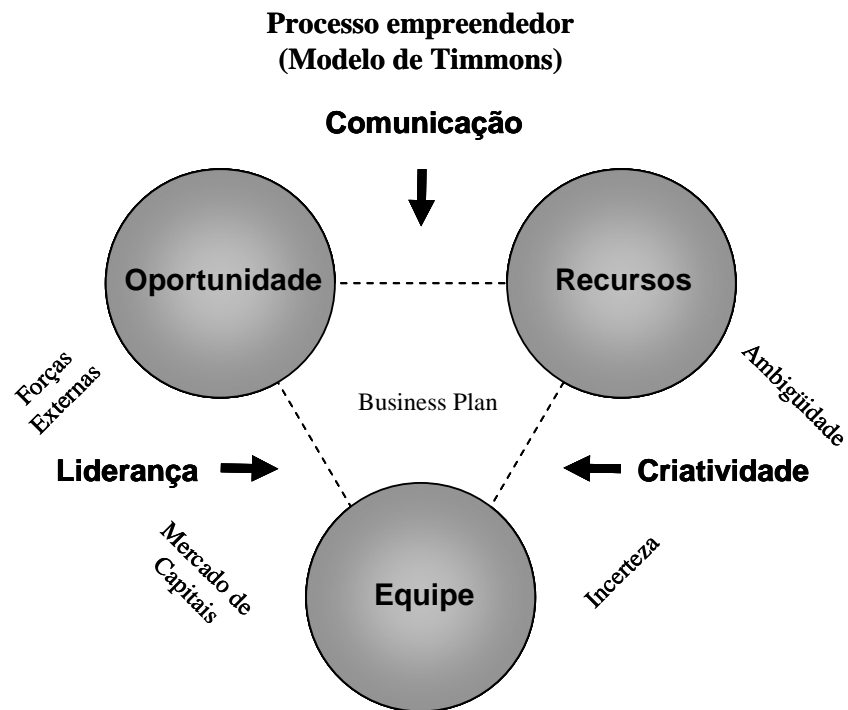 Processo empreendedor
(Modelo de Timmons)
Comunicação
Oportunidade
Recursos
Forças
Externas
Business Plan
Ambigüidade
Liderança
Criatividade
Mercado de
Capitais
Equipe
Incerteza